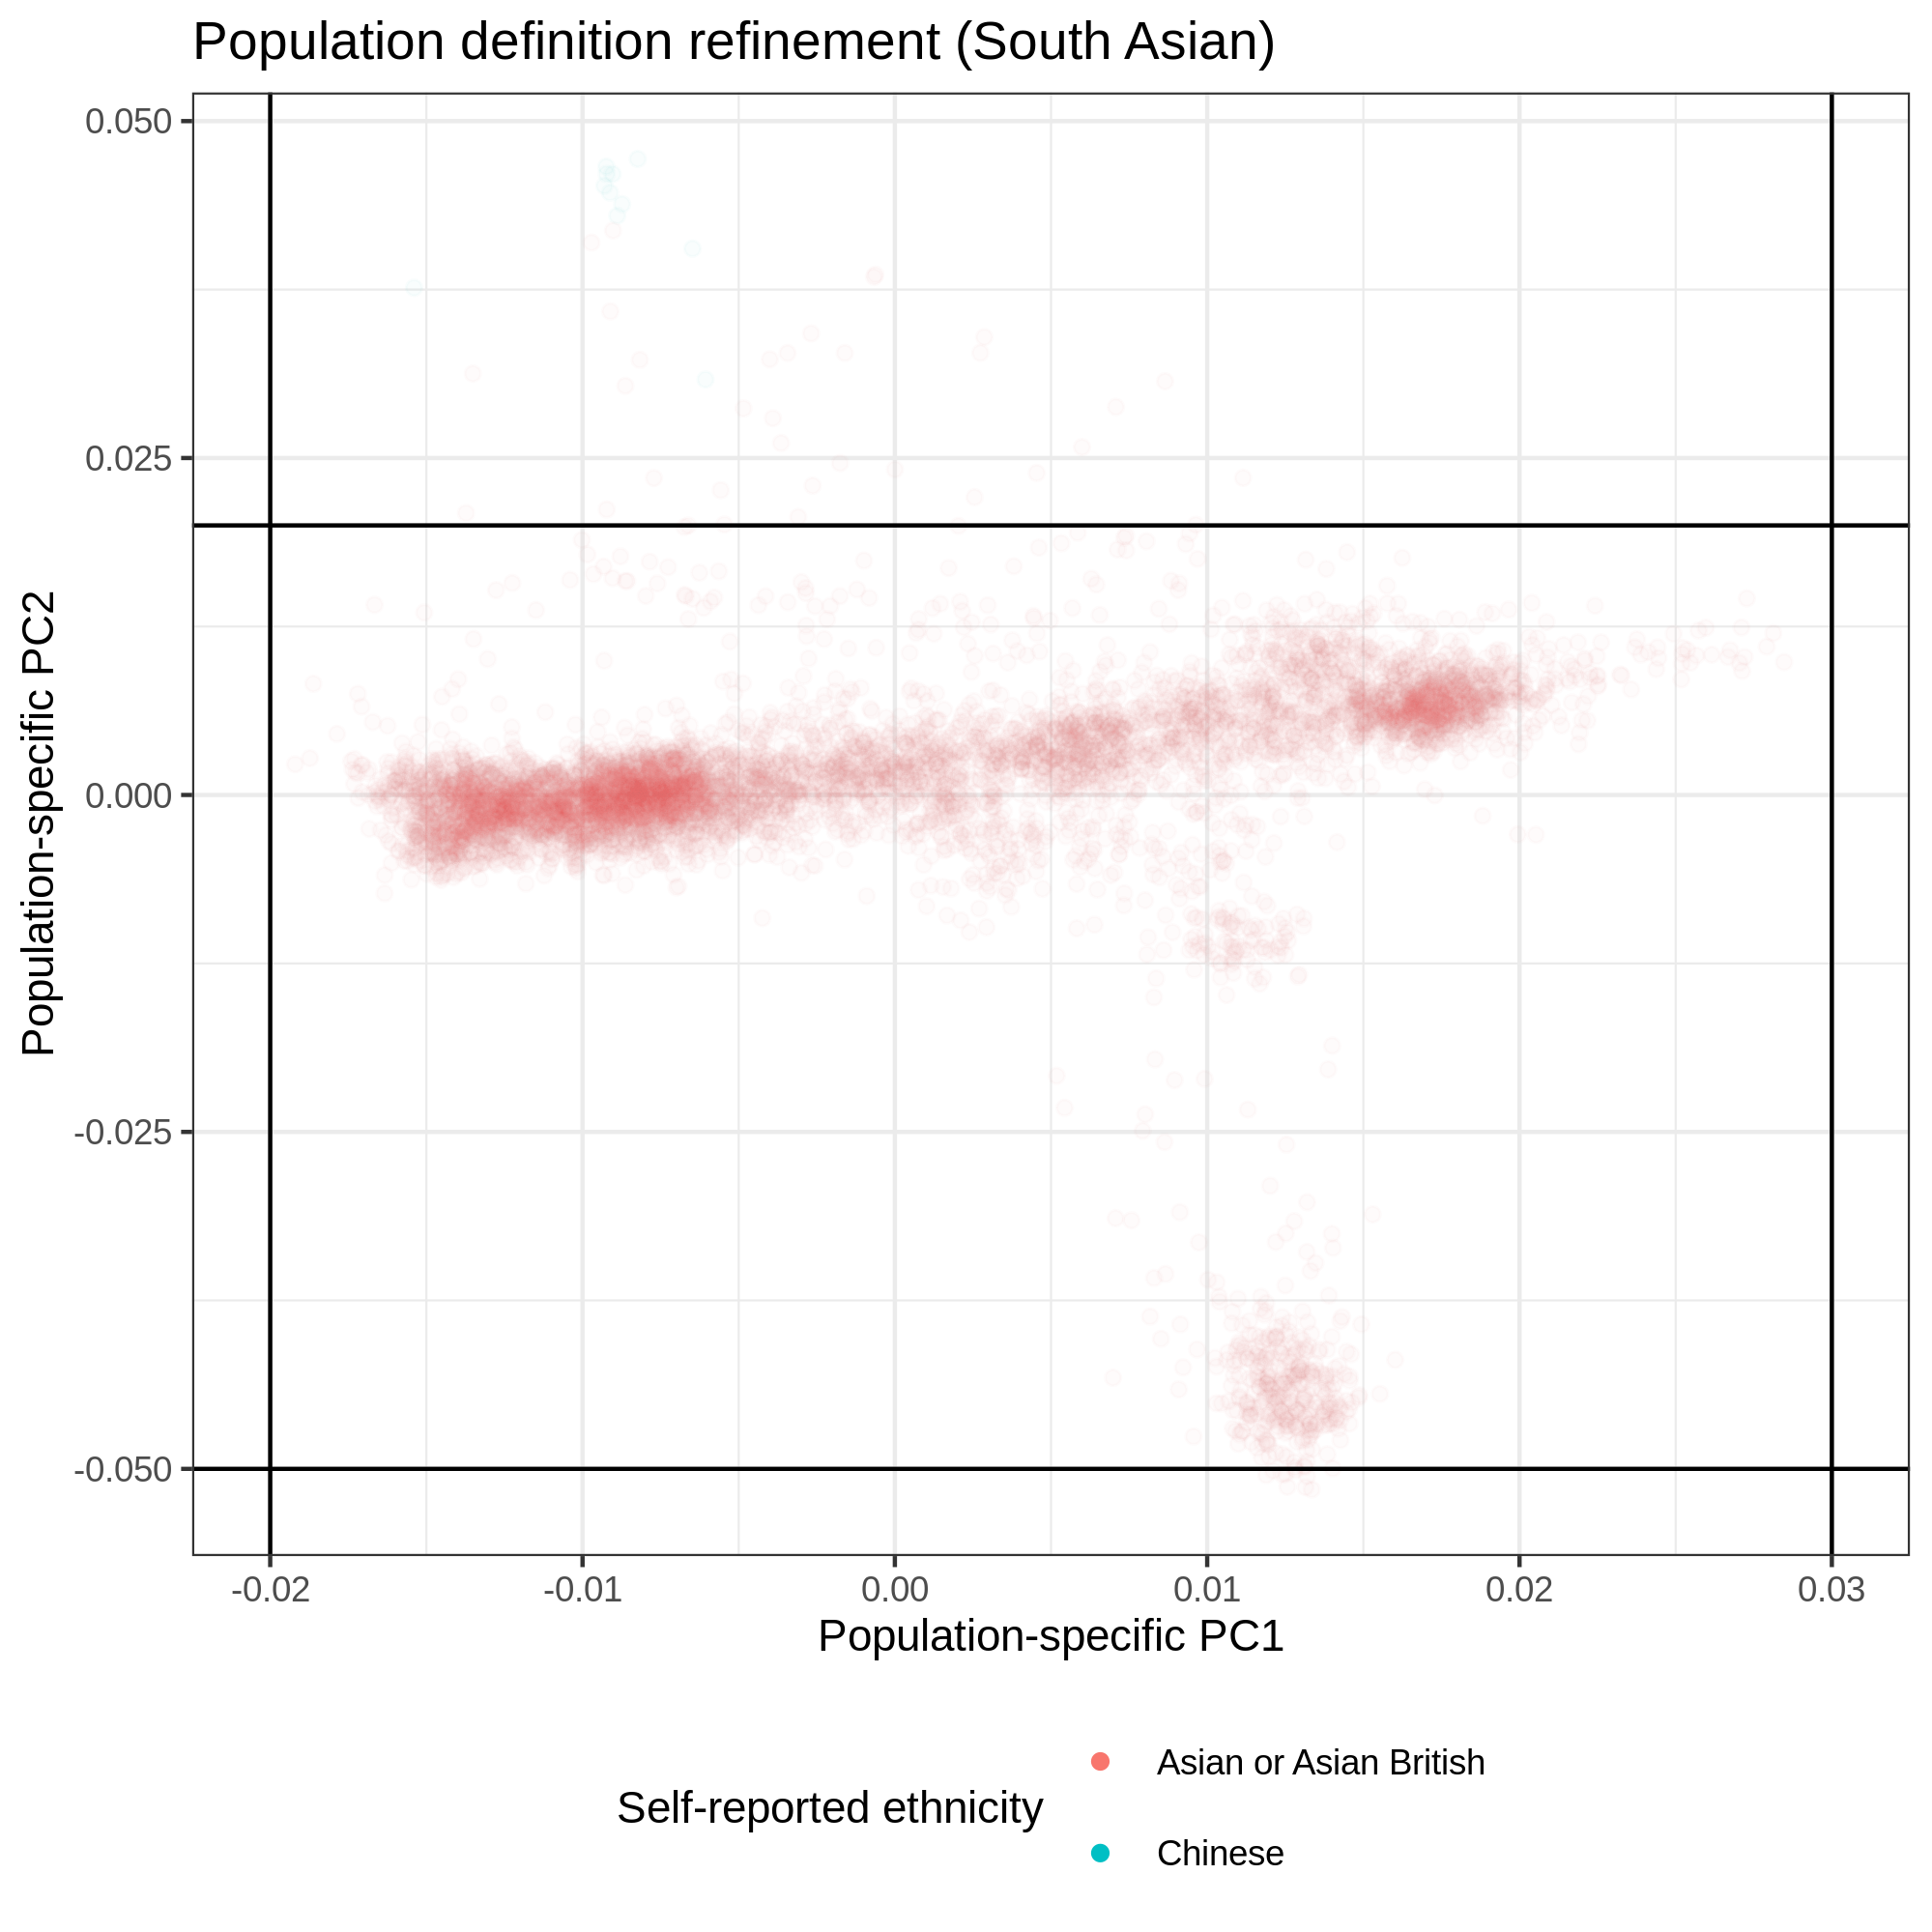 Population definition refinement (South Asian)
0.050
0.025
0.000
-0.025
-0.050
Population-specific PC2
-0.02
-0.01
0.00
0.01
0.02
0.03
Population-specific PC1
Self-reported ethnicity
Asian or Asian British
Chinese